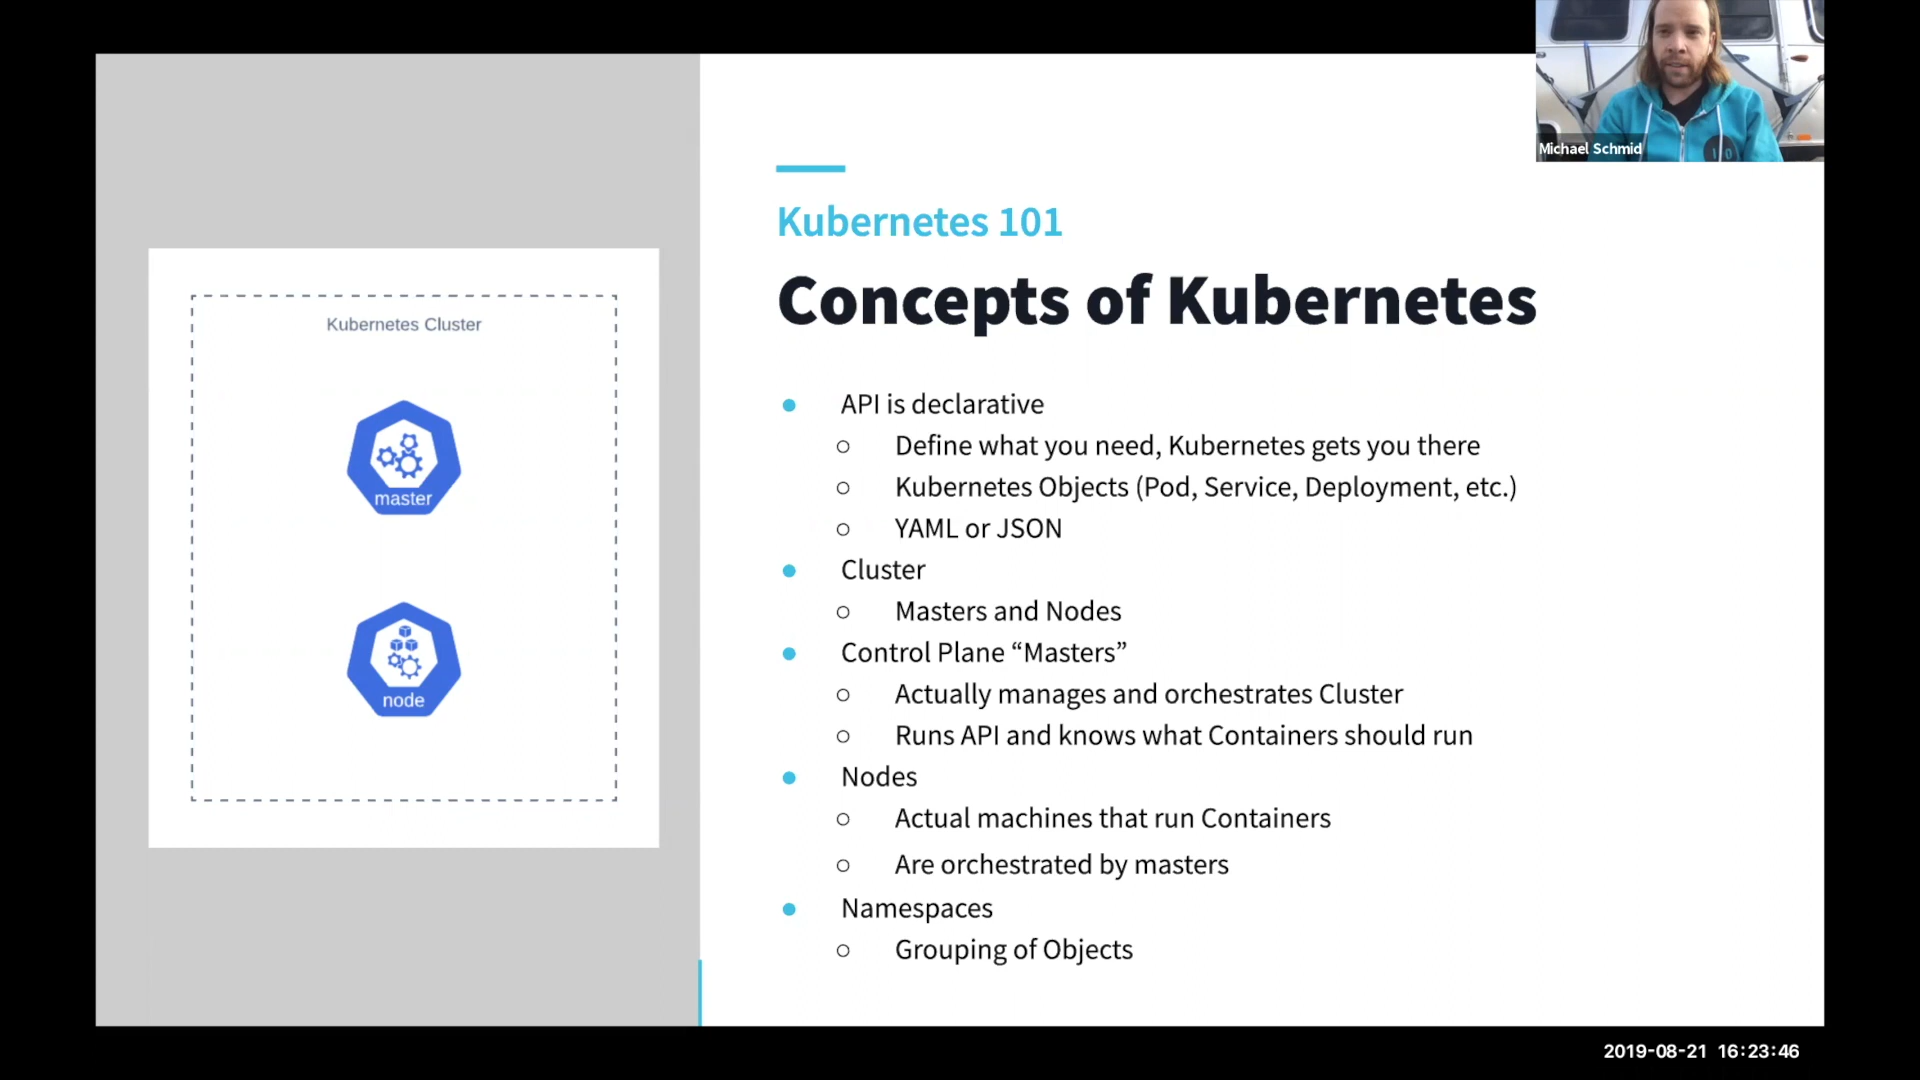 Michael Schmid
Kubernetes 101
Concepts of Kubernetes
Kubernetes Cluster
master
node
● API is declarative
○ Define what you need, Kubernetes gets you there
○ Kubernetes Objects (Pod, Service, Deployment, etc.)
○ YAML or JSON
● Cluster
○ Masters and Nodes
● Control Plane “Masters”
○ Actually manages and orchestrates Cluster
○ Runs API and knows what Containers should run
● Nodes
○ Actual machines that run Containers
○ Are orchestrated by masters
● Namespaces
○ Grouping of Objects
2019-08-21 16:23:46